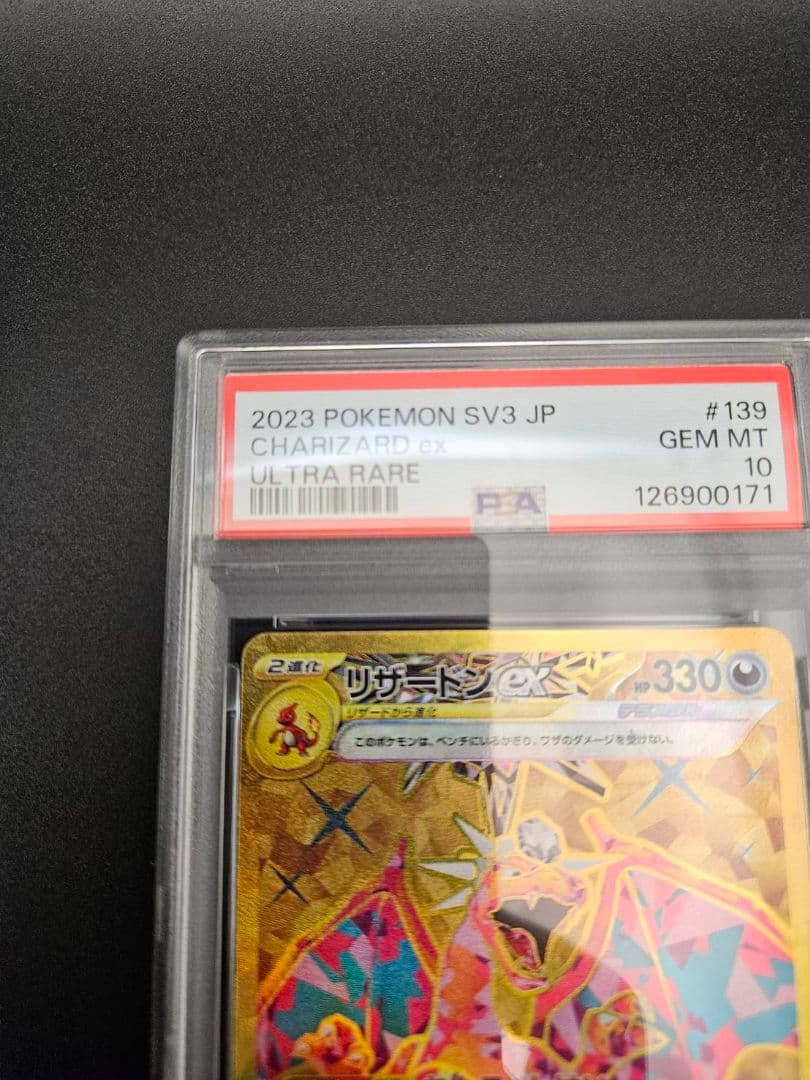 2023 POKEMON SV3 JP #139
CHARIZARD ex GEM MT
ULTRA RARE 10
PSA 126900171
2進化 リザードンex HP330
リザードから進化
このポケモンは、ベンチにいるかぎり、ワザのダメージを受けない。